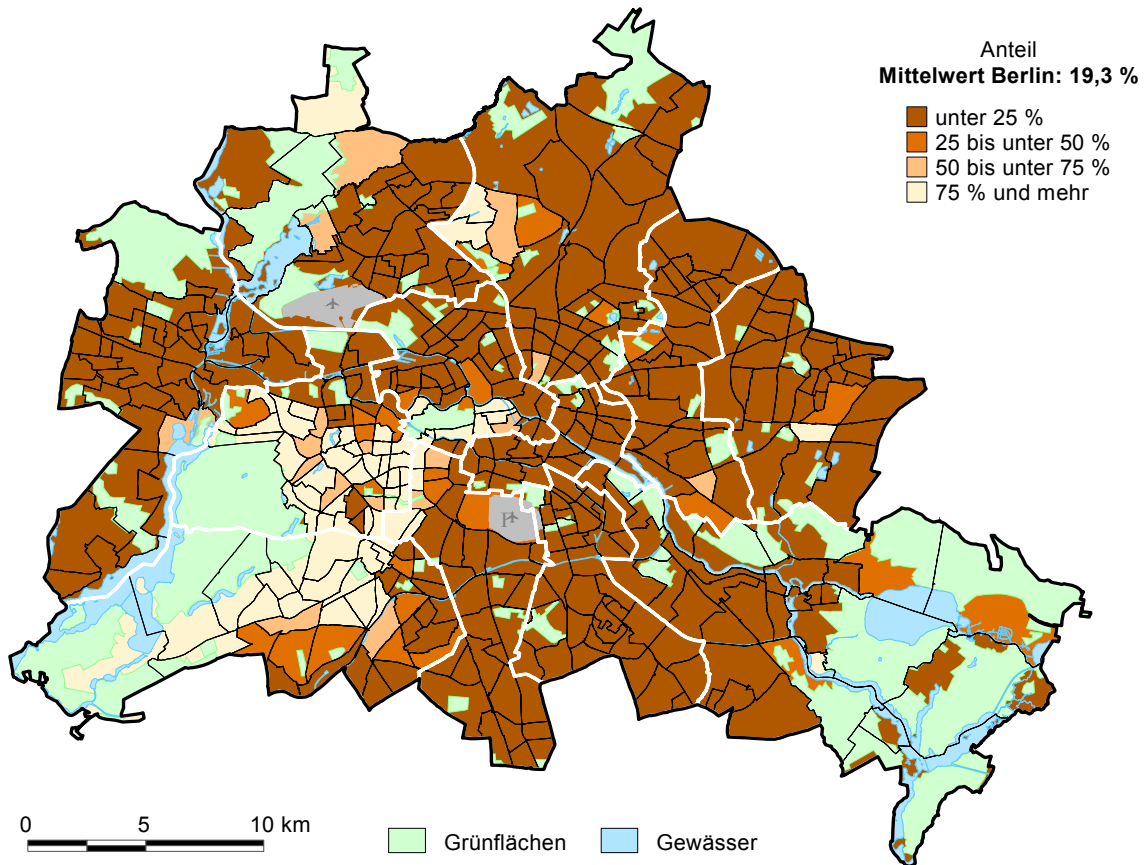 Anteil
Mittelwert Berlin: 19,3 %
unter 25 %
25 bis unter 50 %
50 bis unter 75 %
75 % und mehr
0 5 10 km
Grünflächen Gewässer